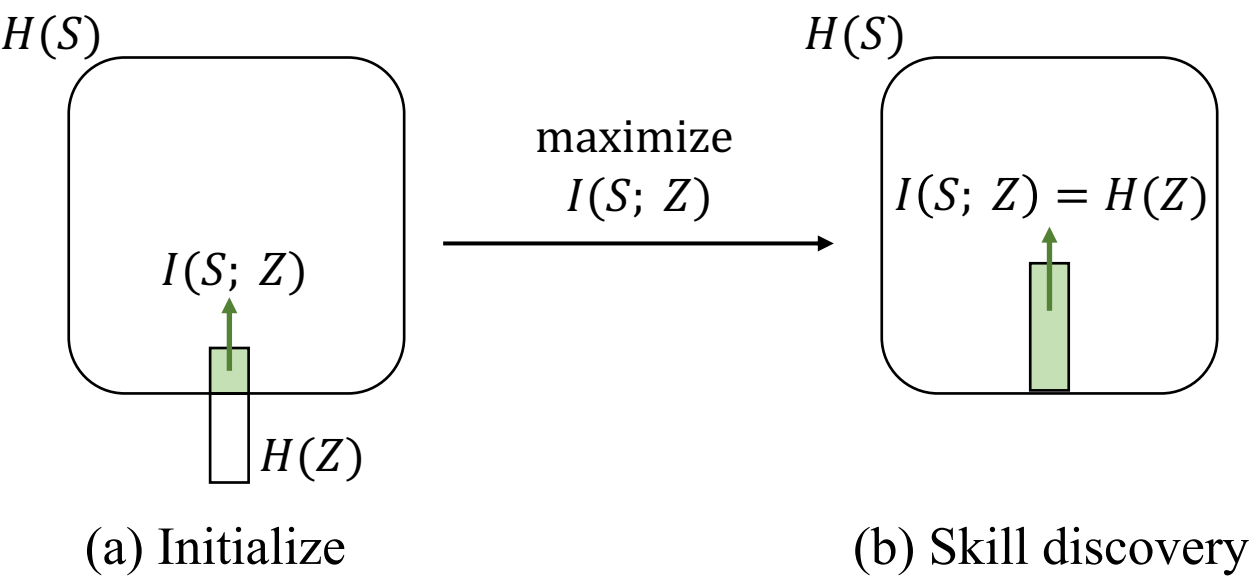 H(S)
I(S; Z)
H(Z)
(a) Initialize
maximize
I(S; Z)
H(S)
I(S; Z) = H(Z)
(b) Skill discovery